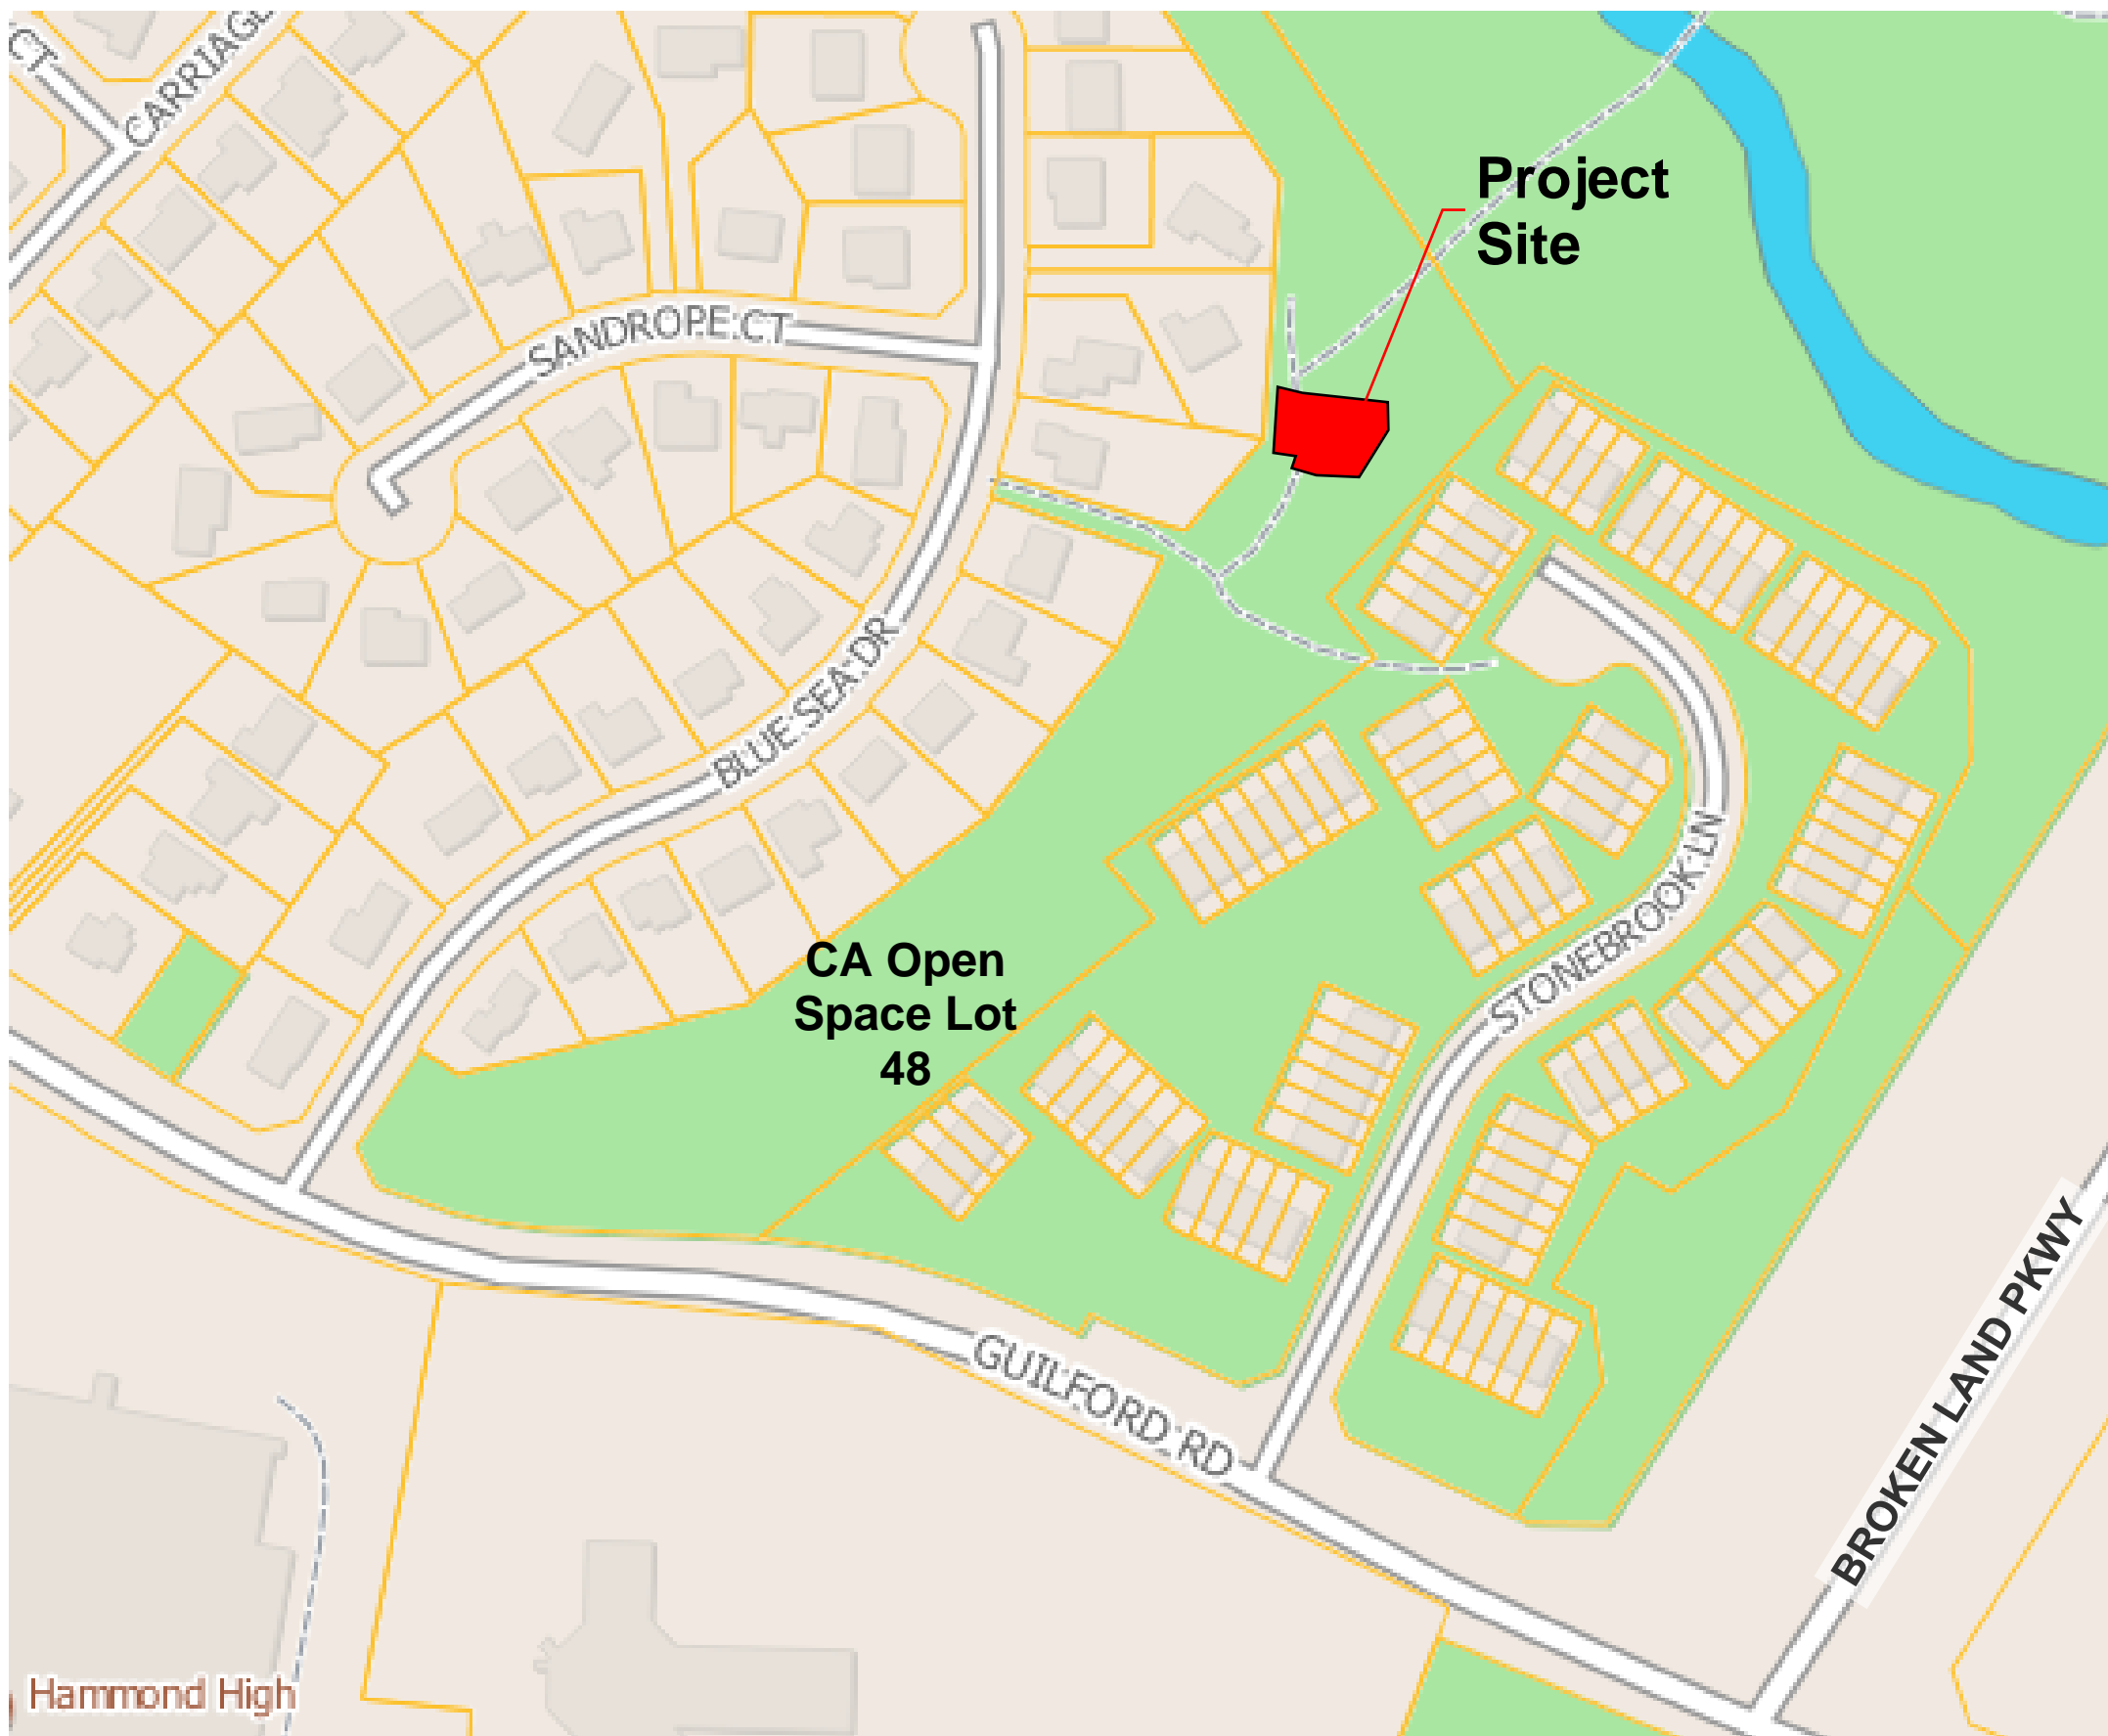 CT
CARRIAGE
Project
Site
SANDROPE CT
BLUE SEA DR
STONEBROOK LN
CA Open
Space Lot
48
BROKEN LAND PKWY
GUILFORD RD
Hammond High